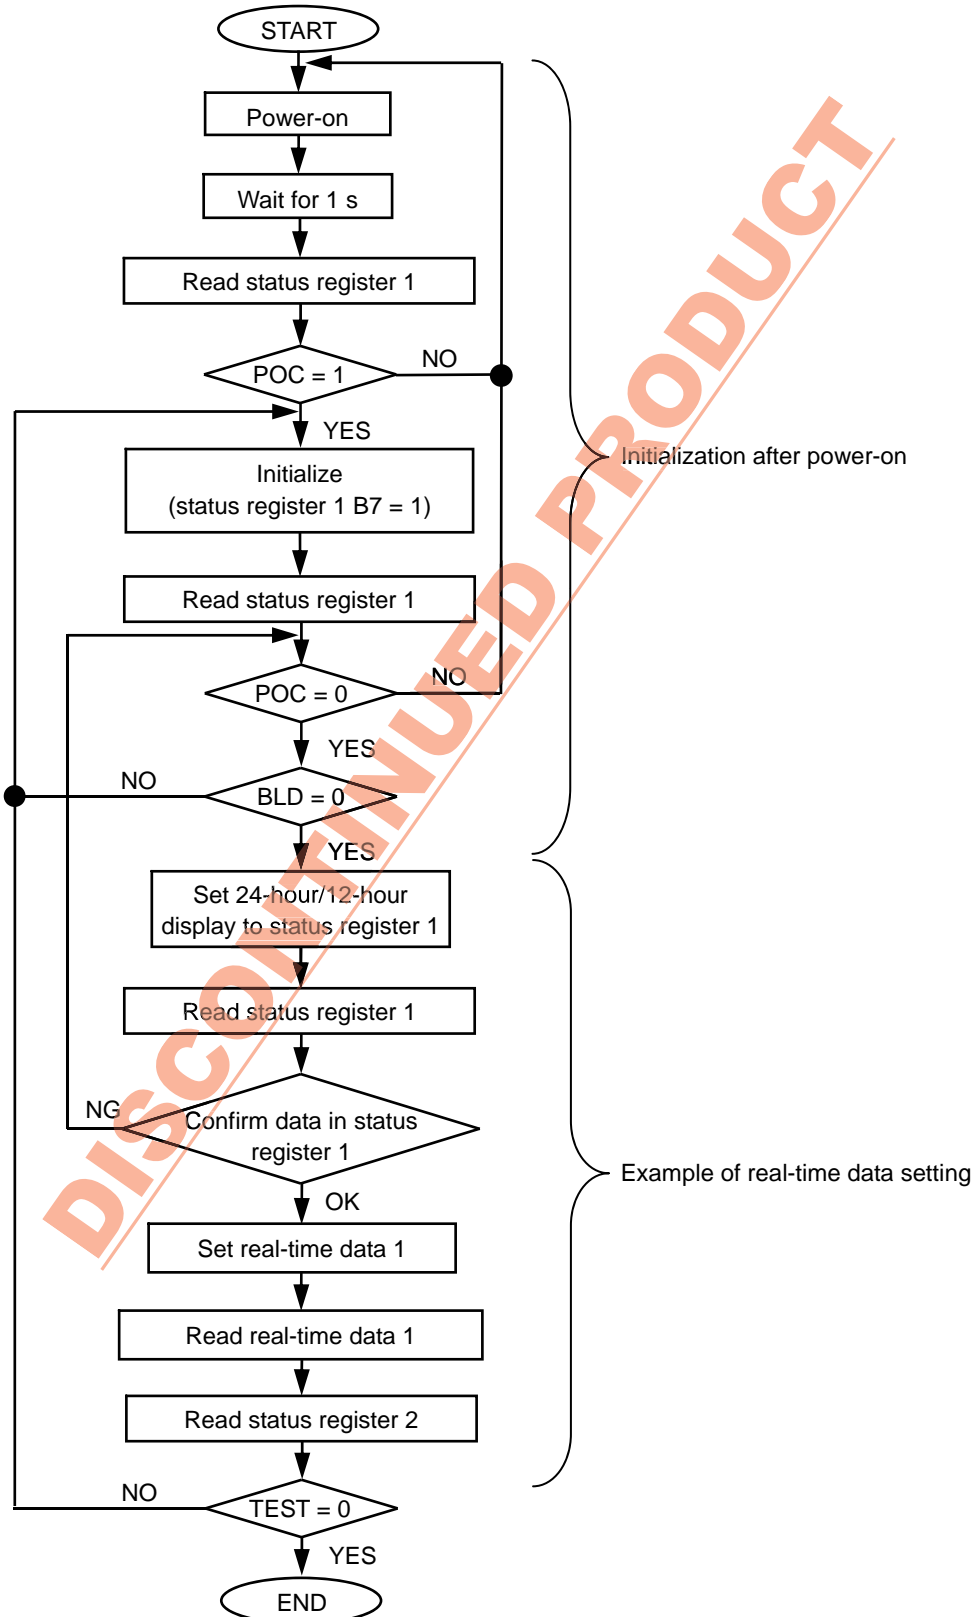 START
Power-on
Wait for 1 s
Read status register 1
POC = 1
NO
YES
Initialize
(status register 1 B7 = 1)
Initialization after power-on
Read status register 1
POC = 0
NO
YES
BLD = 0
NO
YES
Set 24-hour/12-hour
display to status register 1
Read status register 1
NG
Confirm data in status
register 1
OK
Example of real-time data setting
Set real-time data 1
Read real-time data 1
Read status register 2
TEST = 0
NO
YES
END
DISCONTINUED PRODUCT